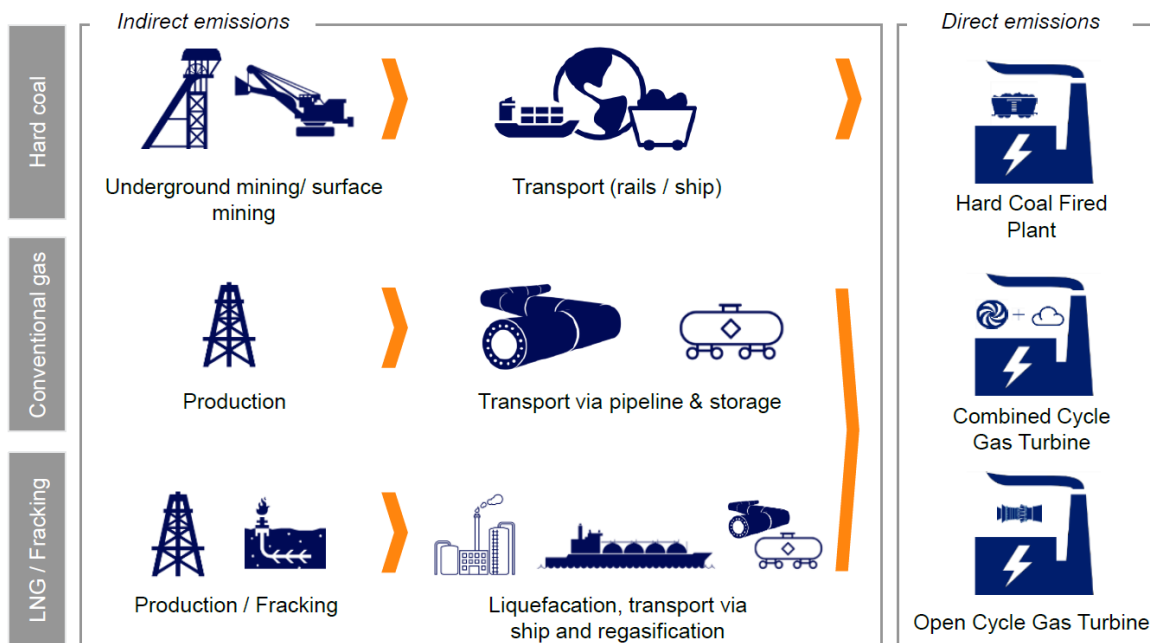 Indirect emissions
Direct emissions
Hard coal
Underground mining/ surface
mining
Transport (rails / ship)
Hard Coal Fired
Plant
Conventional gas
Production
Transport via pipeline & storage
Combined Cycle
Gas Turbine
LNG / Fracking
Production / Fracking
Liquefacation, transport via
ship and regasification
Open Cycle Gas Turbine